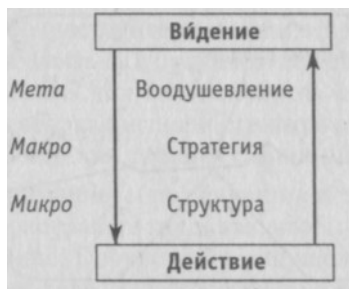 Ви́дение
Мета Воодушевление
Макро Стратегия
Микро Структура
Действие